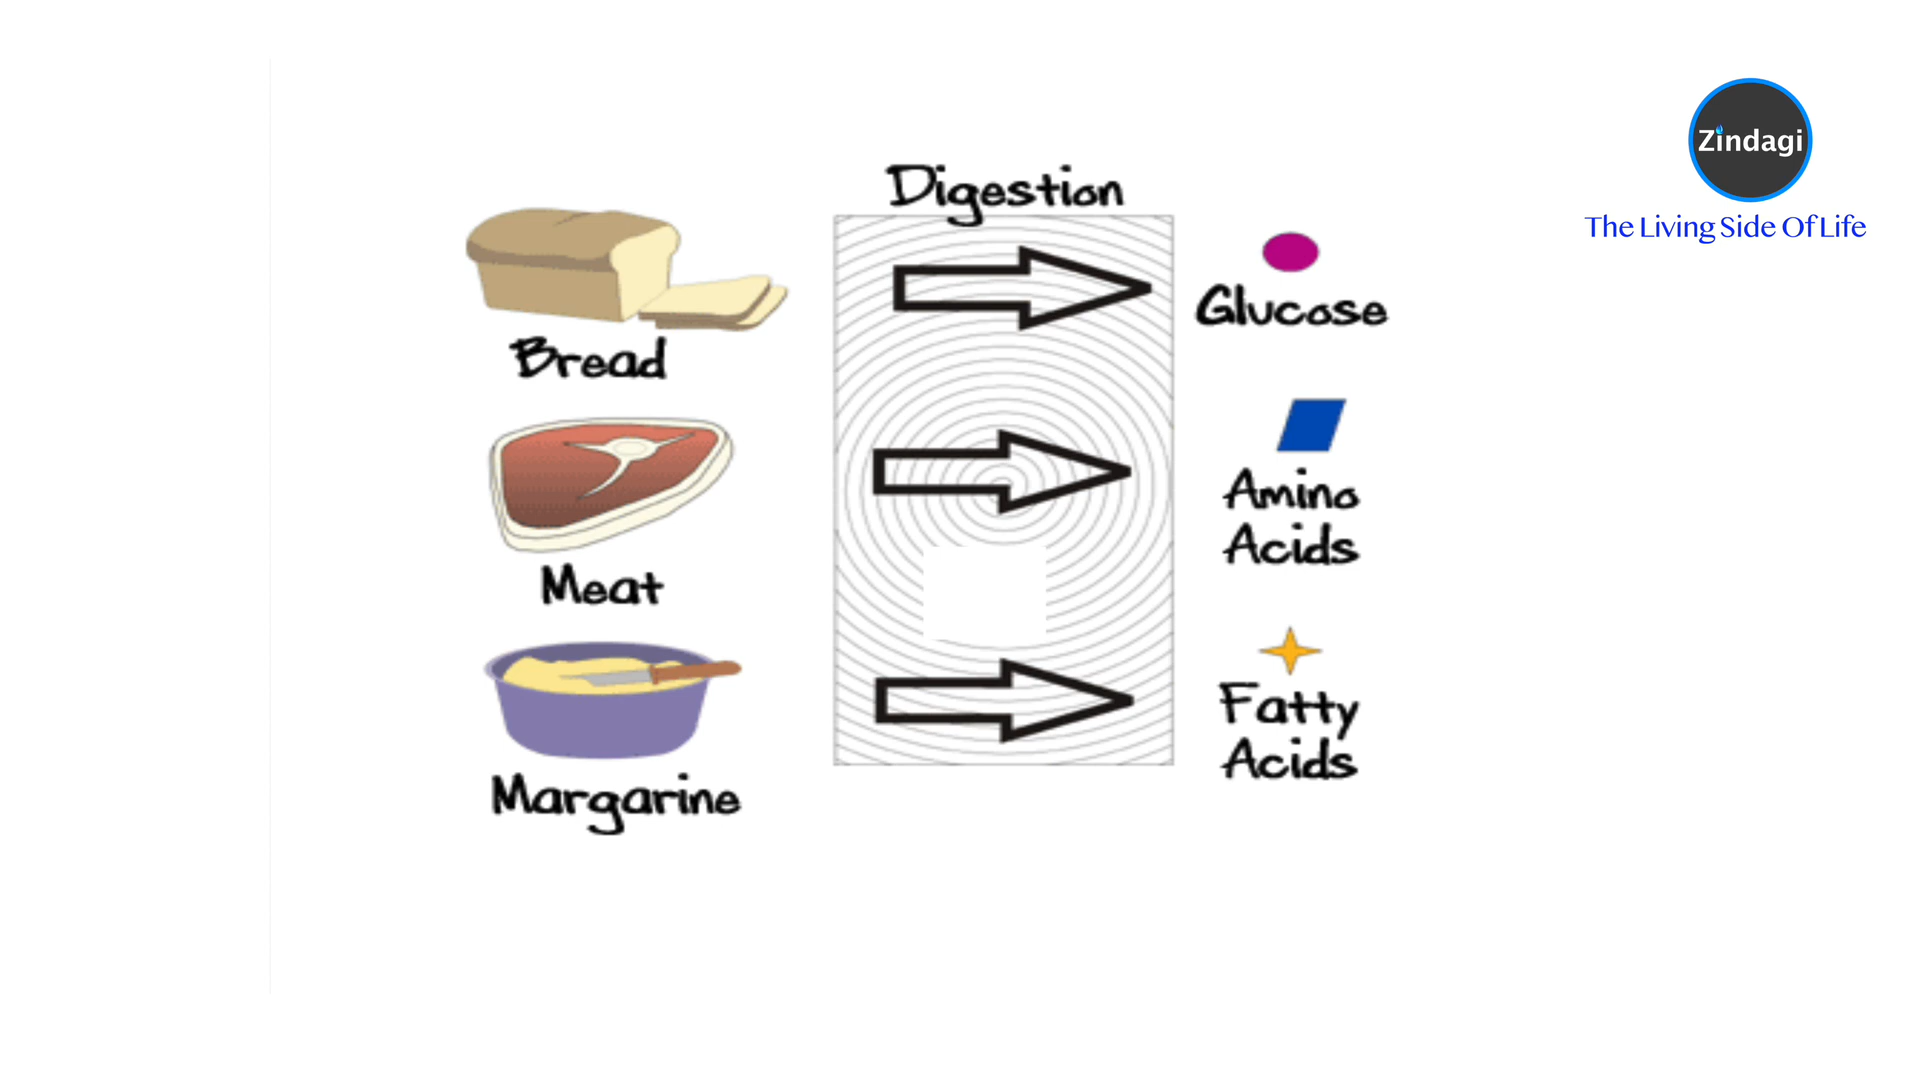 Zindagi
The Living Side Of Life
Digestion
Bread
Glucose
Meat
Amino
Acids
Margarine
Fatty
Acids